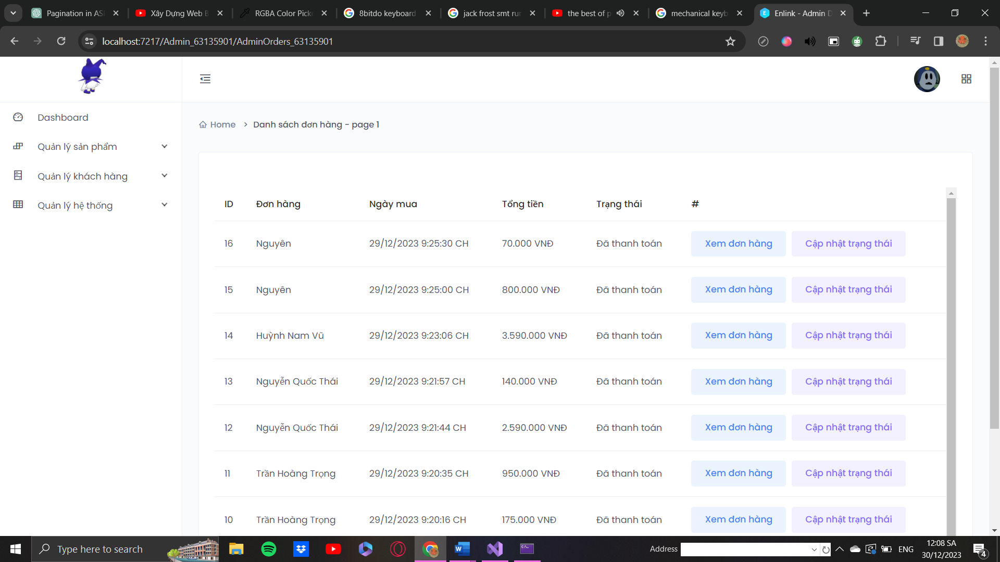 Pagination in AS
Xây Dựng Web B
RGBA Color Picke
8bitdo keyboard
jack frost smt rur
the best of p
mechanical keyb
Enlink - Admin D
localhost:7217/Admin_63135901/AdminOrders_63135901
Dashboard
Quản lý sản phẩm
Quản lý khách hàng
Quản lý hệ thống
Home > Danh sách đơn hàng - page 1
ID Đơn hàng Ngày mua Tổng tiền Trạng thái #
16 Nguyên 29/12/2023 9:25:30 CH 70.000 VNĐ Đã thanh toán Xem đơn hàng Cập nhật trạng thái
15 Nguyên 29/12/2023 9:25:00 CH 800.000 VNĐ Đã thanh toán Xem đơn hàng Cập nhật trạng thái
14 Huỳnh Nam Vũ 29/12/2023 9:23:06 CH 3.590.000 VNĐ Đã thanh toán Xem đơn hàng Cập nhật trạng thái
13 Nguyễn Quốc Thái 29/12/2023 9:21:57 CH 140.000 VNĐ Đã thanh toán Xem đơn hàng Cập nhật trạng thái
12 Nguyễn Quốc Thái 29/12/2023 9:21:44 CH 2.590.000 VNĐ Đã thanh toán Xem đơn hàng Cập nhật trạng thái
11 Trần Hoàng Trọng 29/12/2023 9:20:35 CH 950.000 VNĐ Đã thanh toán Xem đơn hàng Cập nhật trạng thái
10 Trần Hoàng Trọng 29/12/2023 9:20:16 CH 175.000 VNĐ Đã thanh toán Xem đơn hàng Cập nhật trạng thái
Type here to search
Address
ENG
12:08 SA
30/12/2023
4